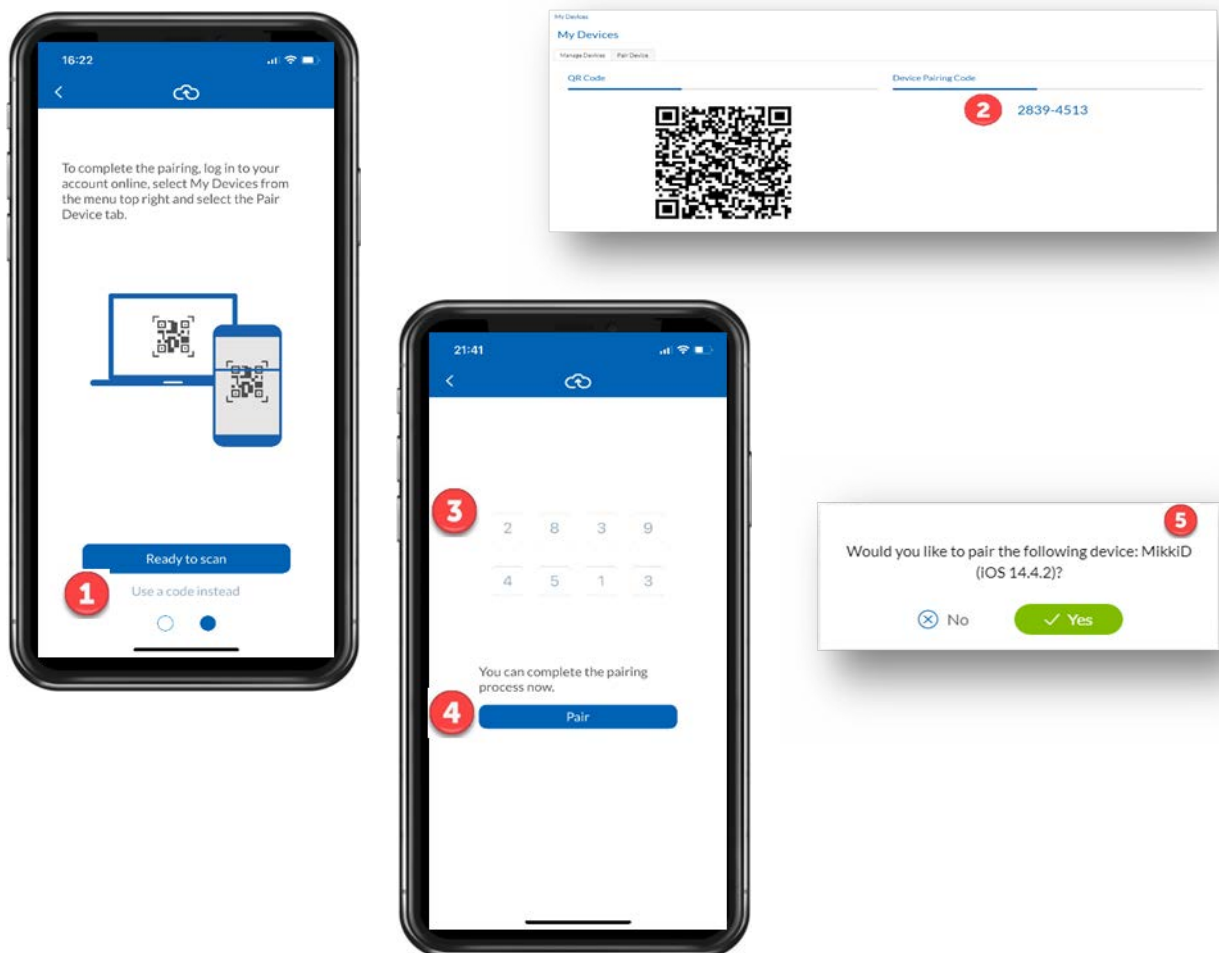 16:22
To complete the pairing, log in to your
account online, select My Devices from
the menu top right and select the Pair
Device tab.
Ready to scan
1
Use a code instead
My Devices
My Devices
Manage Devices Pair Device
QR Code
Device Pairing Code
2 2839-4513
21:41
3
2 8 3 9
4 5 1 3
You can complete the pairing
process now.
4 Pair
5
Would you like to pair the following device: MikkiD
(iOS 14.4.2)?
No Yes